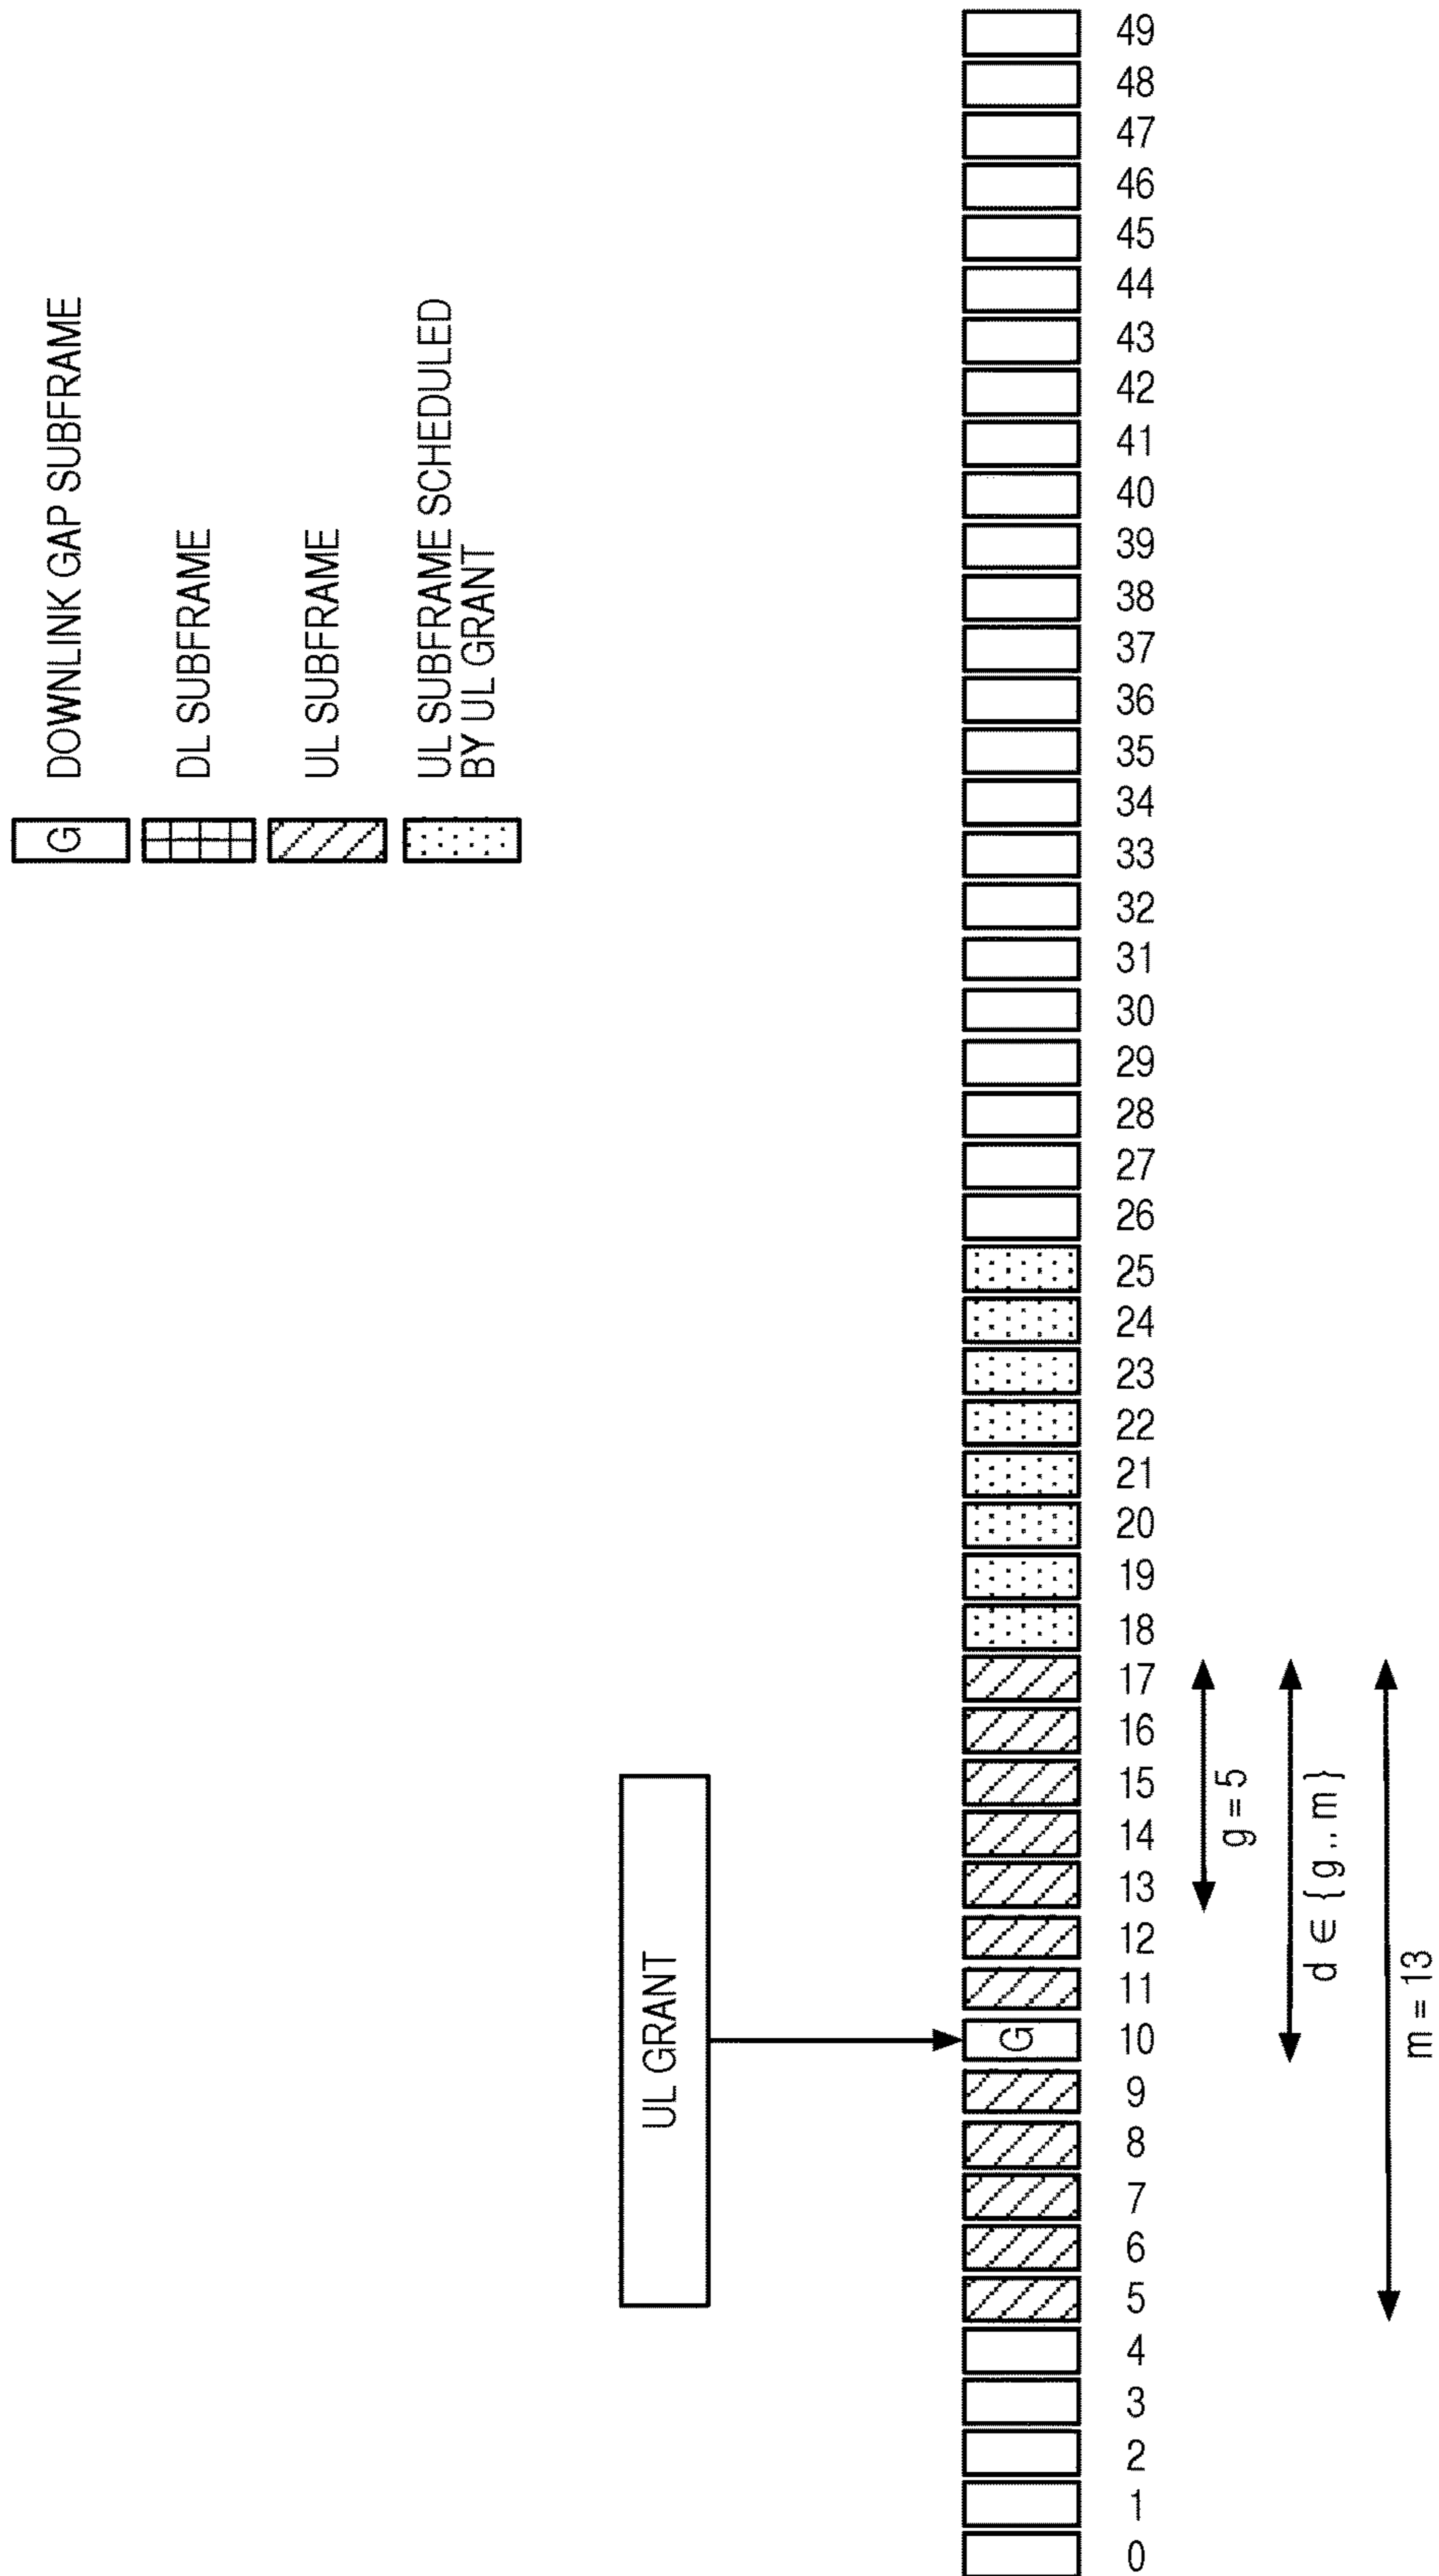 G DOWNLINK GAP SUBFRAME
DL SUBFRAME
UL SUBFRAME
UL SUBFRAME SCHEDULED
BY UL GRANT
UL GRANT
G
0 1 2 3 4 5 6 7 8 9 10 11 12 13 14 15 16 17 18 19 20 21 22 23 24 25 26 27 28 29 30 31 32 33 34 35 36 37 38 39 40 41 42 43 44 45 46 47 48 49
g = 5
d ∈ { g .. m }
m = 13